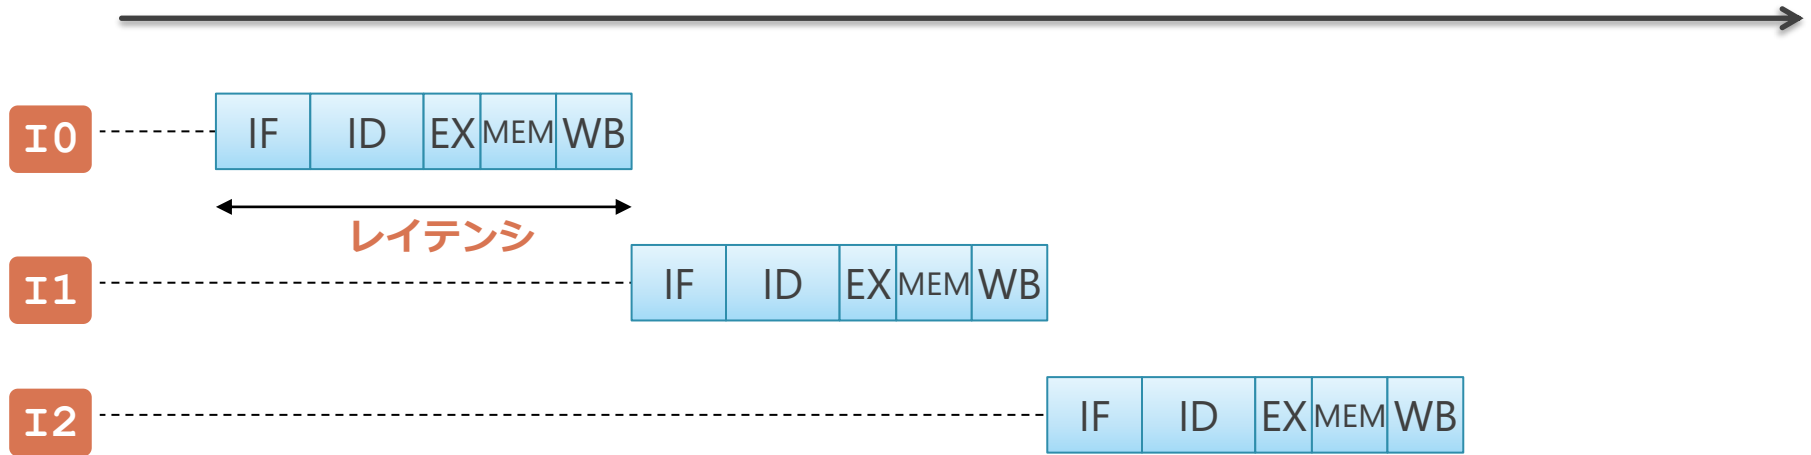 I0 IF ID EX MEM WB
レイテンシ
I1 IF ID EX MEM WB
I2 IF ID EX MEM WB